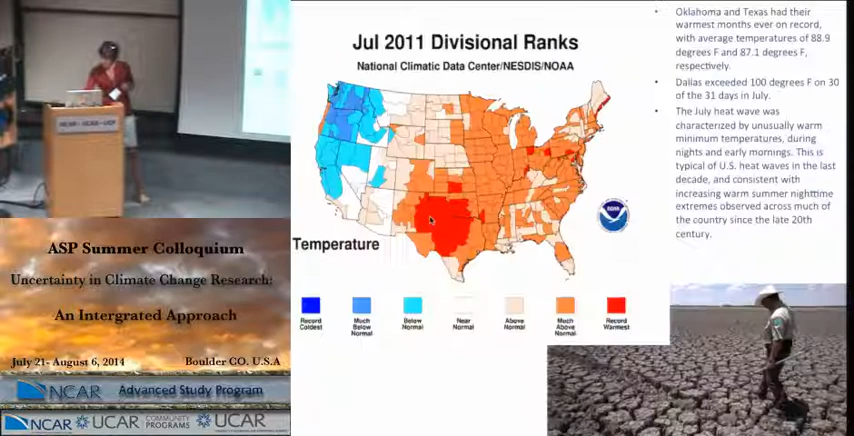 NCAR-UCAR-UCP
ASP Summer Colloquium
Uncertainty in Climate Change Research:
An Intergrated Approach
July 21- August 6, 2014 Boulder CO. U.S.A
NCAR Advanced Study Program
NCAR UCAR COMMUNITY PROGRAMS UCAR
Jul 2011 Divisional Ranks
National Climatic Data Center/NESDIS/NOAA
NOAA
Temperature
Record Coldest
Much Below Normal
Below Normal
Near Normal
Above Normal
Much Above Normal
Record Warmest
• Oklahoma and Texas had their
warmest months ever on record,
with average temperatures of 88.9
degrees F and 87.1 degrees F,
respectively.
• Dallas exceeded 100 degrees F on 30
of the 31 days in July.
• The July heat wave was
characterized by unusually warm
minimum temperatures, during
nights and early mornings. This is
typical of U.S. heat waves in the last
decade, and consistent with
increasing warm summer nighttime
extremes observed across much of
the country since the late 20th
century.